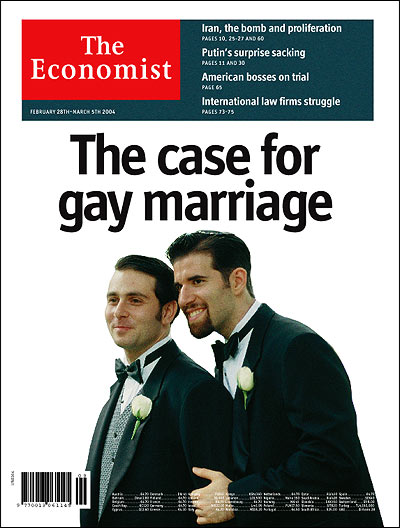 The
Economist
FEBRUARY 28TH–MARCH 5TH 2004
Iran, the bomb and proliferation
PAGES 10, 25-27 AND 60
Putin's surprise sacking
PAGES 11 AND 30
American bosses on trial
PAGE 65
International law firms struggle
PAGES 73-75
The case for
gay marriage